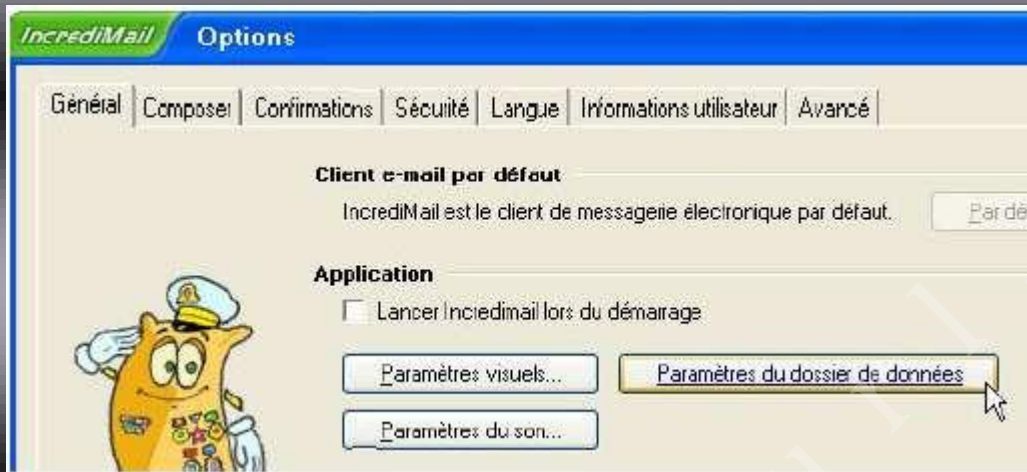 IncrediMail Options
Général Composer Confirmations Sécurité Langue Informations utilisateur Avancé
Client e-mail par défaut
IncrediMail est le client de messagerie électronique par défaut. Par dé
Application
Lancer Incredimail lors du démarrage
Paramètres visuels... Paramètres du dossier de données
Paramètres du son...